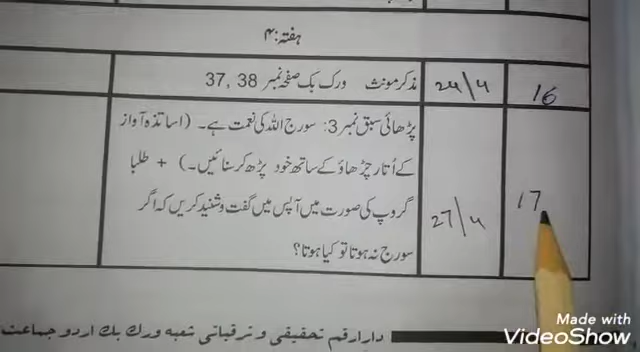 ہفتہ: ۴
16 24/4 مذکر مونث ورک بک صفحہ نمبر 37, 38
پڑھائی سبق نمبر 3: سورج اللہ کی نعمت ہے۔ (اساتذہ آواز
کے اُتار چڑھاؤ کے ساتھ خود پڑھ کر سنائیں۔) + طلبا
17 27/4 گروپ کی صورت میں آپس میں گفت و شنید کریں کہ اگر
سورج نہ ہوتا تو کیا ہوتا؟
دارارقم تحقیقی و ترقیاتی شعبہ ورک بک اردو جماعت
Made with
VideoShow